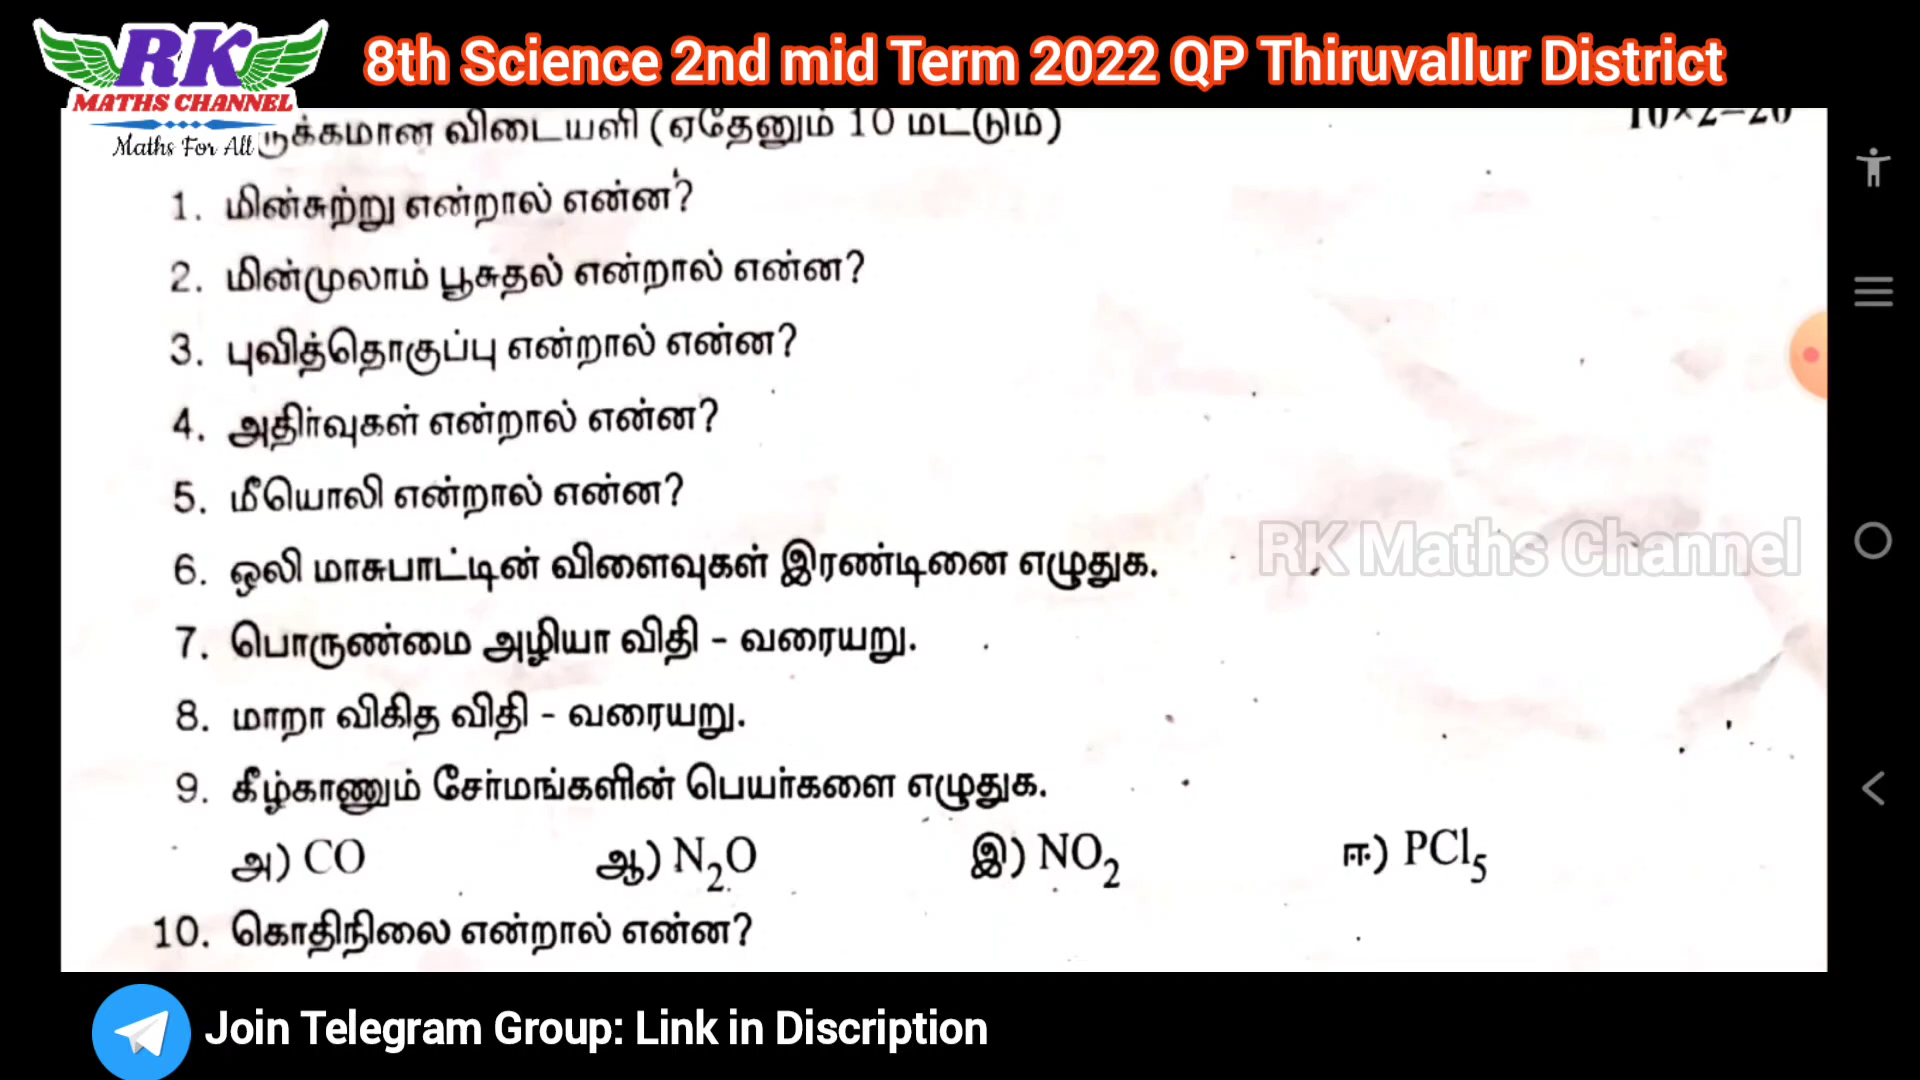 RK
MATHS CHANNEL
Maths For All
8th Science 2nd mid Term 2022 QP Thiruvallur District
விடையளி (ஏதேனும் 10 மட்டும்) 10×2=20
1. மின்சுற்று என்றால் என்ன?
2. மின்முலாம் பூசுதல் என்றால் என்ன?
3. புவித்தொகுப்பு என்றால் என்ன?
4. அதிர்வுகள் என்றால் என்ன?
5. மீயொலி என்றால் என்ன?
6. ஒலி மாசுபாட்டின் விளைவுகள் இரண்டினை எழுதுக.
RK Maths Channel
7. பொருண்மை அழியா விதி - வரையறு.
8. மாறா விகித விதி - வரையறு.
9. கீழ்காணும் சேர்மங்களின் பெயர்களை எழுதுக.
அ) CO ஆ) N₂O இ) NO₂ ஈ) PCl₅
10. கொதிநிலை என்றால் என்ன?
Join Telegram Group: Link in Discription